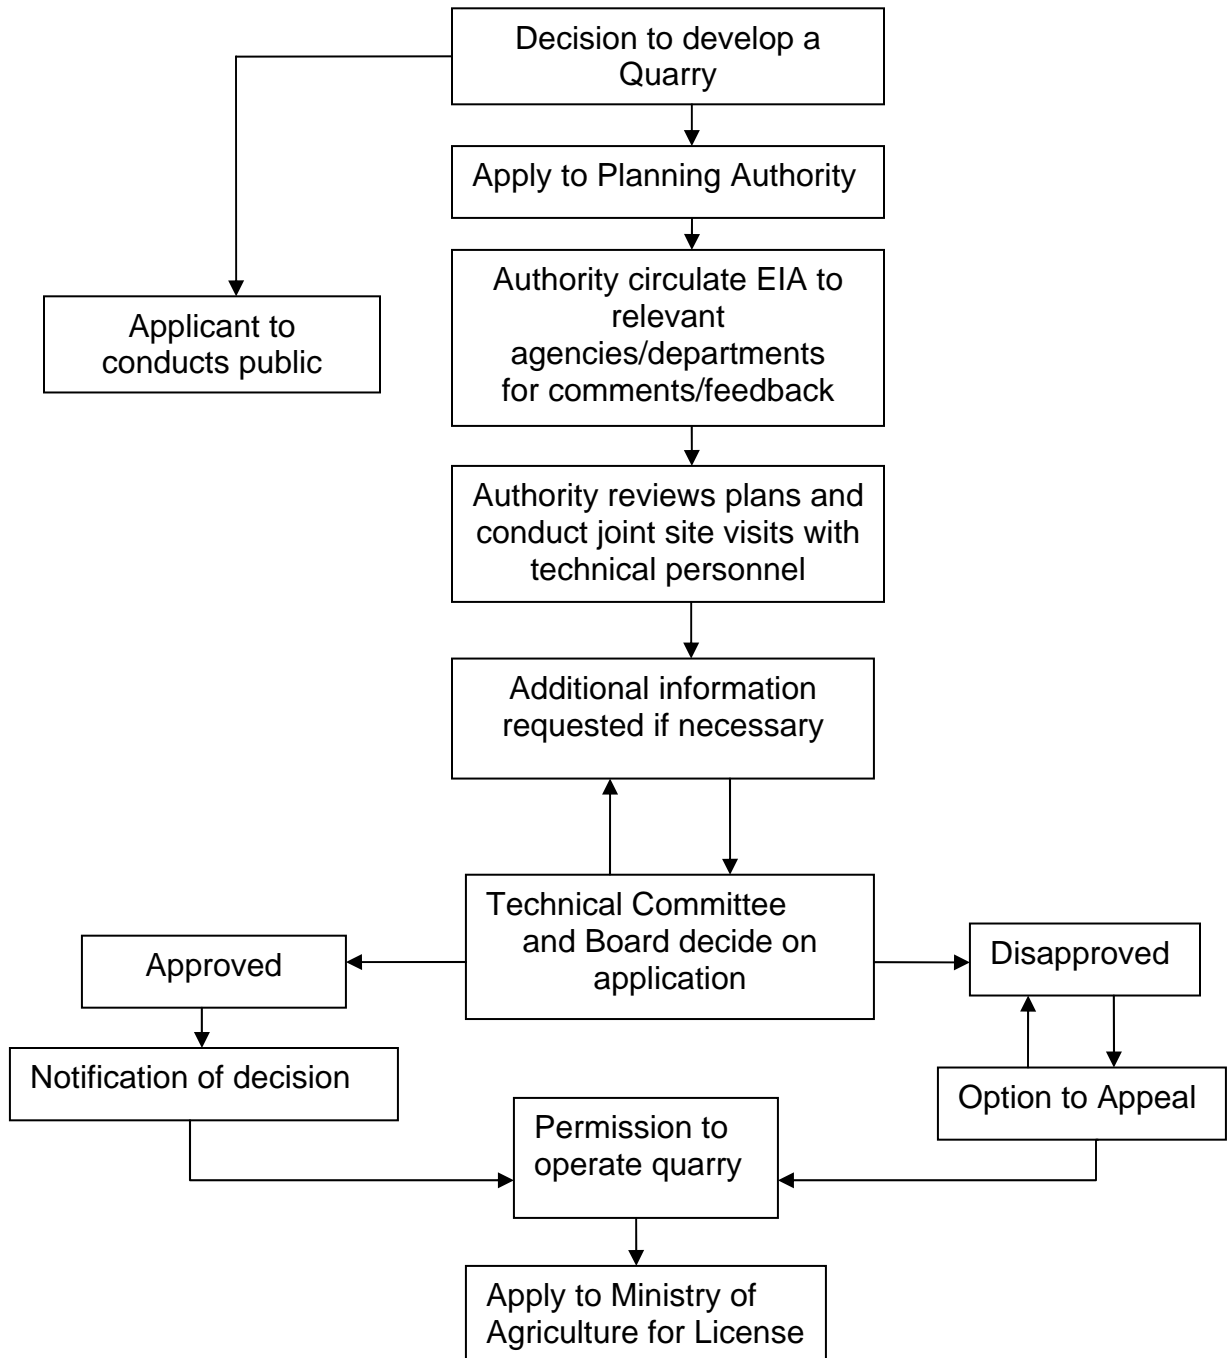 Decision to develop a
Quarry
Apply to Planning Authority
Authority circulate EIA to
relevant
agencies/departments
for comments/feedback
Applicant to
conducts public
Authority reviews plans and
conduct joint site visits with
technical personnel
Additional information
requested if necessary
Technical Committee
and Board decide on
application
Approved
Disapproved
Notification of decision
Option to Appeal
Permission to
operate quarry
Apply to Ministry of
Agriculture for License